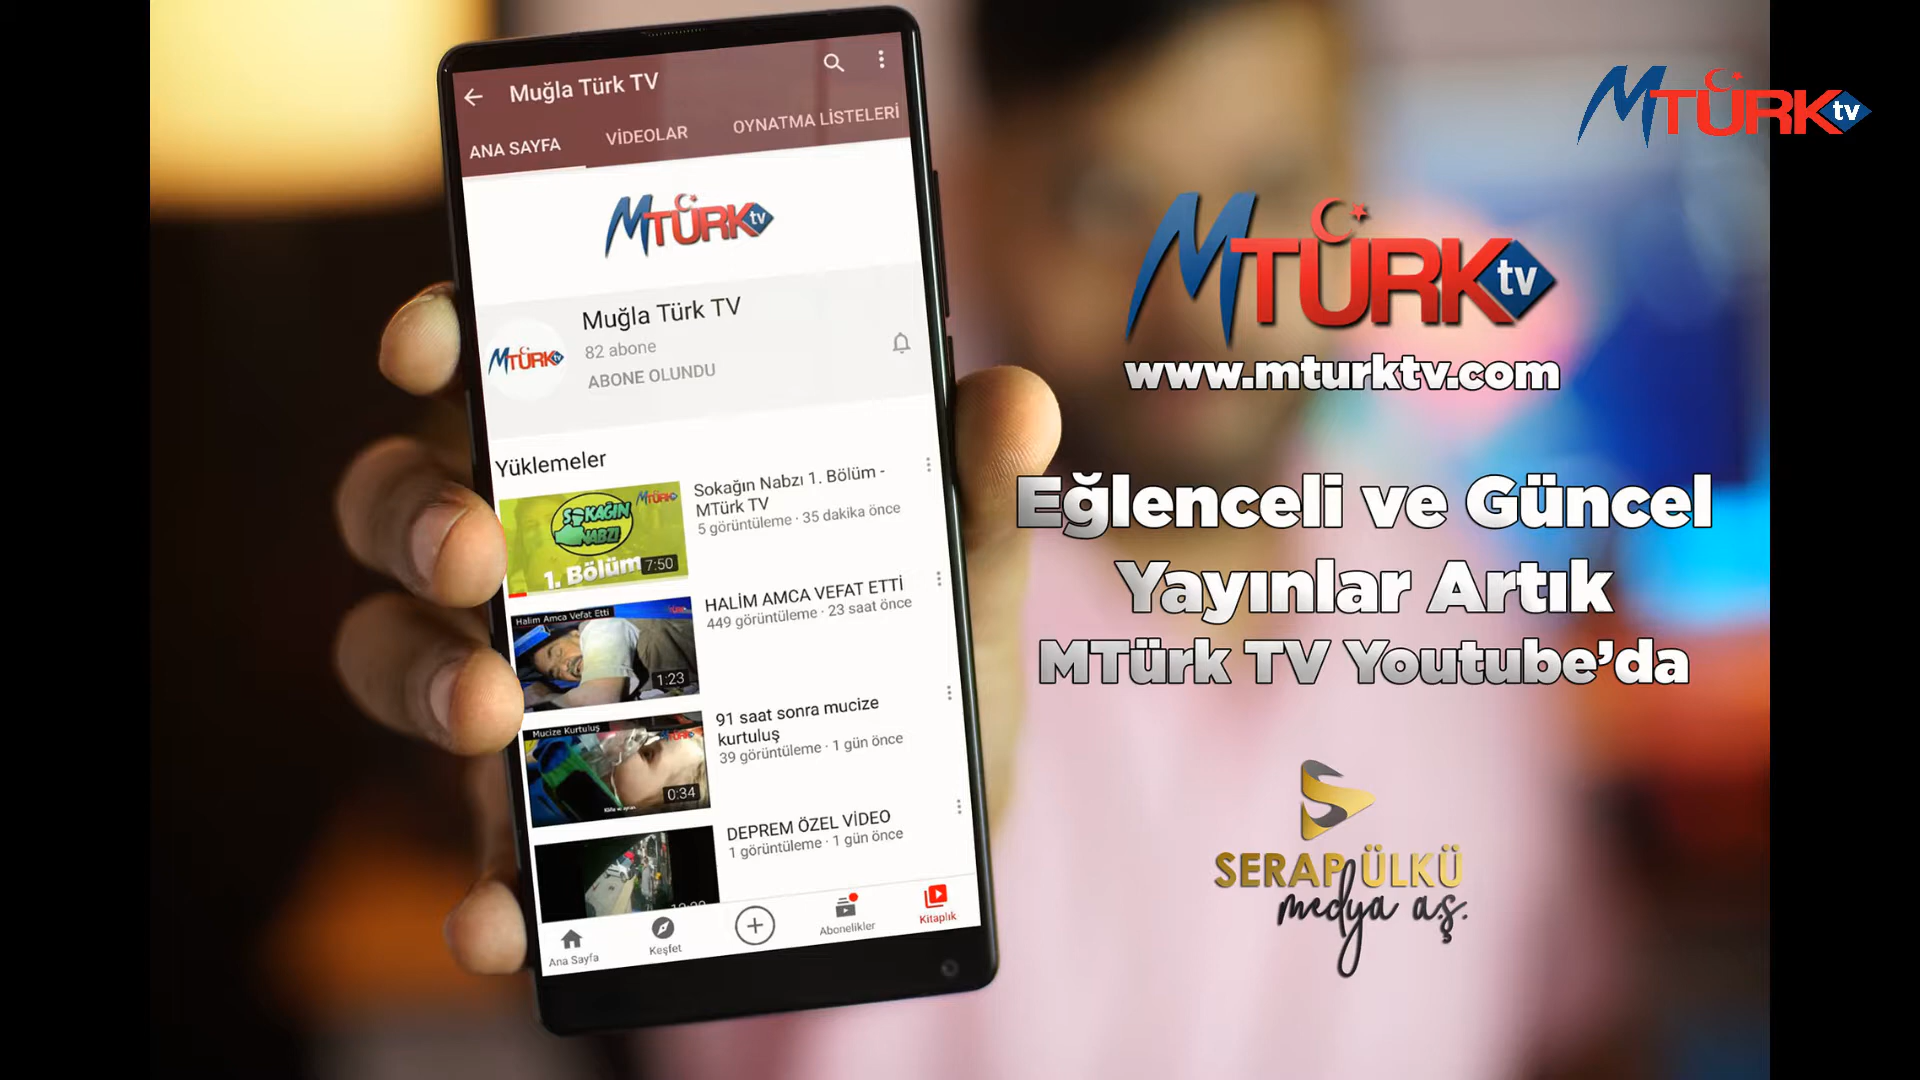 Muğla Türk TV
ANA SAYFA
VİDEOLAR
OYNATMA LİSTELERİ
MTÜRK tv
Muğla Türk TV
82 abone
ABONE OLUNDU
MTÜRK tv
Yüklemeler
SOKAĞIN NABZI
1. Bölüm
7:50
MTÜRK
Sokağın Nabzı 1. Bölüm -
MTürk TV
5 görüntüleme · 35 dakika önce
Halim Amca Vefat Etti
1:23
HALİM AMCA VEFAT ETTİ
449 görüntüleme · 23 saat önce
Mucize Kurtuluş
0:34
91 saat sonra mucize
kurtuluş
39 görüntüleme · 1 gün önce
DEPREM ÖZEL VİDEO
1 görüntüleme · 1 gün önce
Ana Sayfa
Keşfet
Abonelikler
Kitaplık
MTÜRK tv
MTÜRK tv
www.mturktv.com
Eğlenceli ve Güncel
Yayınlar Artık
MTürk TV Youtube’da
SERAP ÜLKÜ
medya a.ş.